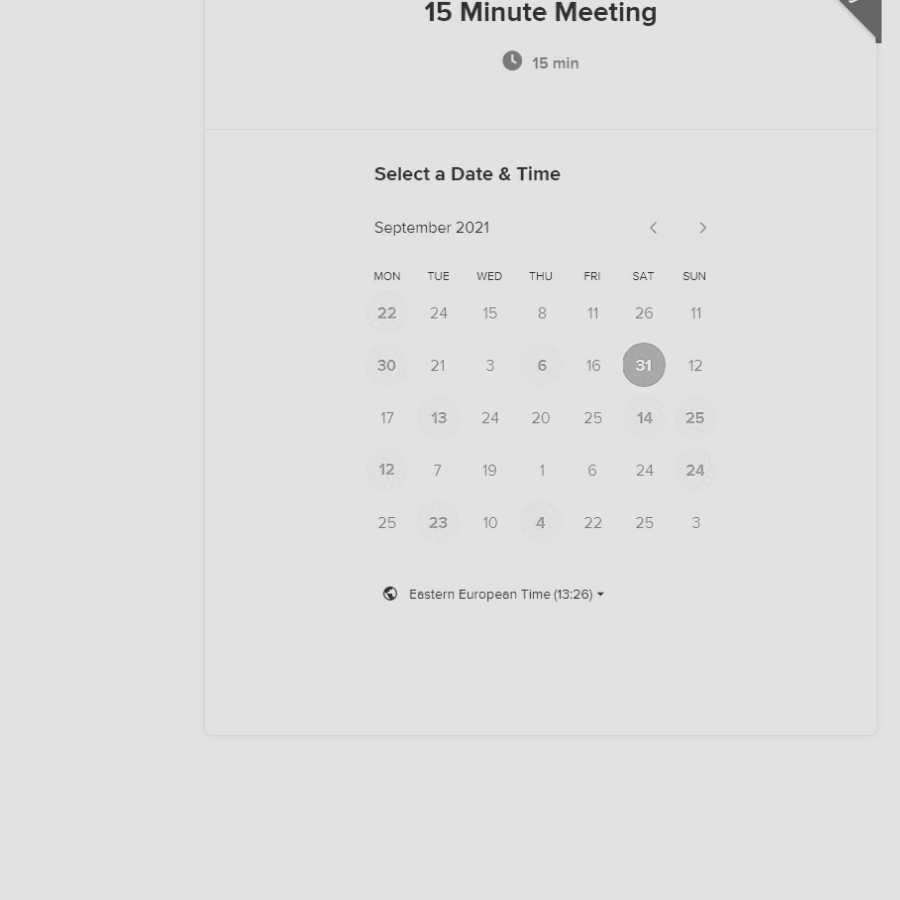 15 Minute Meeting
15 min
Select a Date & Time
September 2021
MON TUE WED THU FRI SAT SUN
22 24 15 8 11 26 11
30 21 3 6 16 31 12
17 13 24 20 25 14 25
12 7 19 1 6 24 24
25 23 10 4 22 25 3
Eastern European Time (13:26)